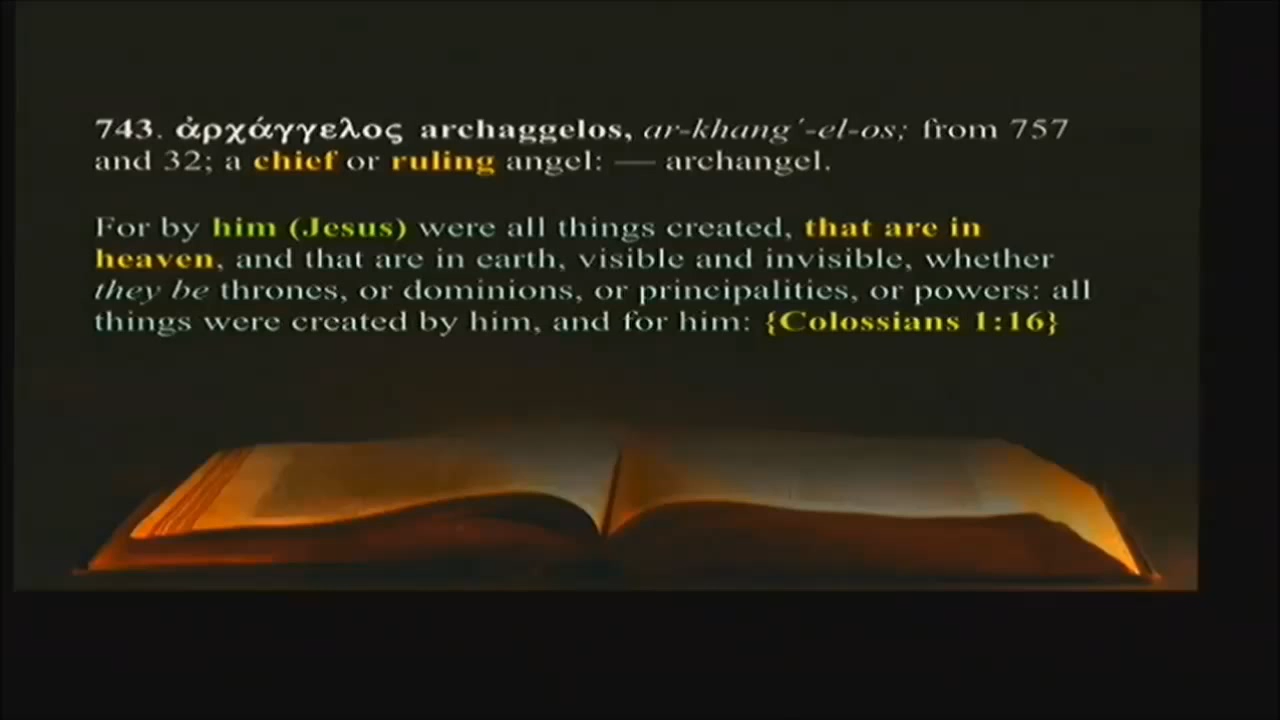 743. ἀρχάγγελος archaggelos, ar-khang´-el-os; from 757
and 32; a chief or ruling angel: — archangel.
For by him (Jesus) were all things created, that are in
heaven, and that are in earth, visible and invisible, whether
they be thrones, or dominions, or principalities, or powers: all
things were created by him, and for him: {Colossians 1:16}